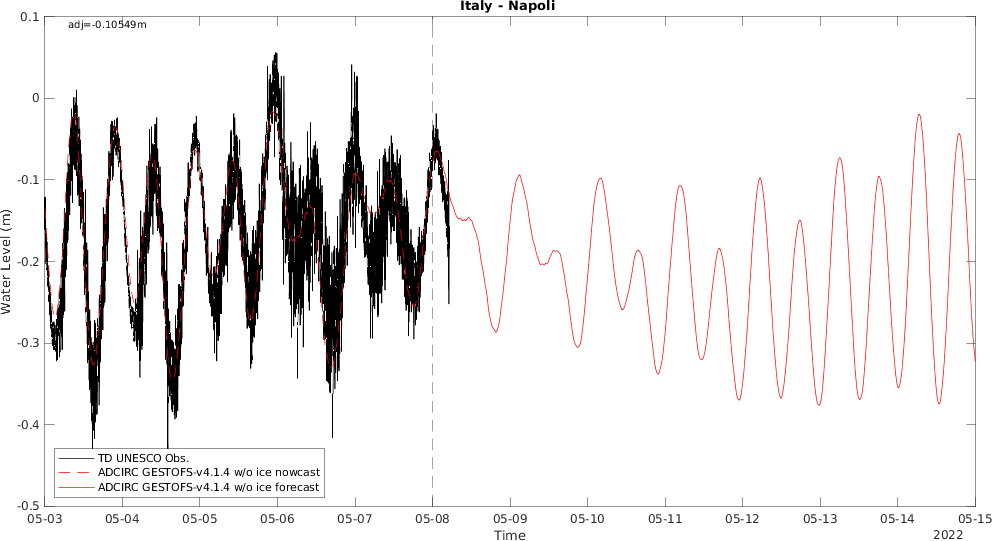 Italy - Napoli
adj=-0.10549m
0.1
0
-0.1
-0.2
-0.3
-0.4
-0.5
Water Level (m)
TD UNESCO Obs.
ADCIRC GESTOFS-v4.1.4 w/o ice nowcast
ADCIRC GESTOFS-v4.1.4 w/o ice forecast
05-03 05-04 05-05 05-06 05-07 05-08 05-09 05-10 05-11 05-12 05-13 05-14 05-15
Time
2022